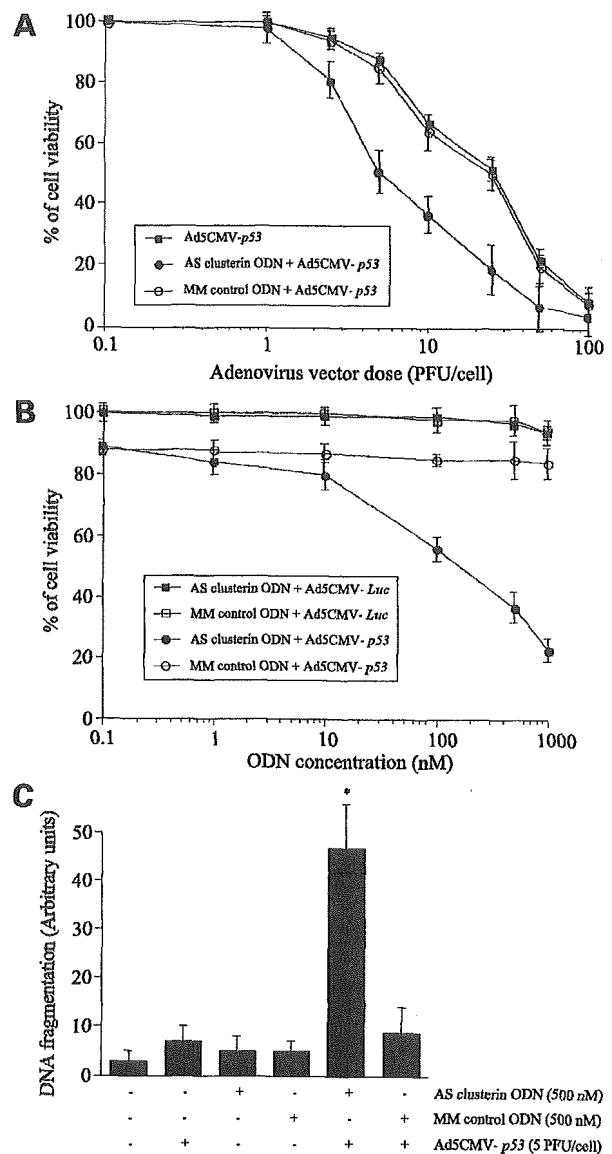 A
100
80
60
40
20
0
% of cell viability
Ad5CMV-p53
AS clusterin ODN + Ad5CMV- p53
MM control ODN + Ad5CMV- p53
0.1
1
10
100
Adenovirus vector dose (PFU/cell)
B
100
80
60
40
20
0
% of cell viability
AS clusterin ODN + Ad5CMV- Luc
MM control ODN + Ad5CMV- Luc
AS clusterin ODN + Ad5CMV- p53
MM control ODN + Ad5CMV- p53
0.1
1
10
100
1000
ODN concentration (nM)
C
50
40
30
20
10
0
DNA fragmentation (Arbitrary units)
*
- - + - + - AS clusterin ODN (500 nM)
- - - + - + MM control ODN (500 nM)
- + - - + + Ad5CMV- p53 (5 PFU/cell)